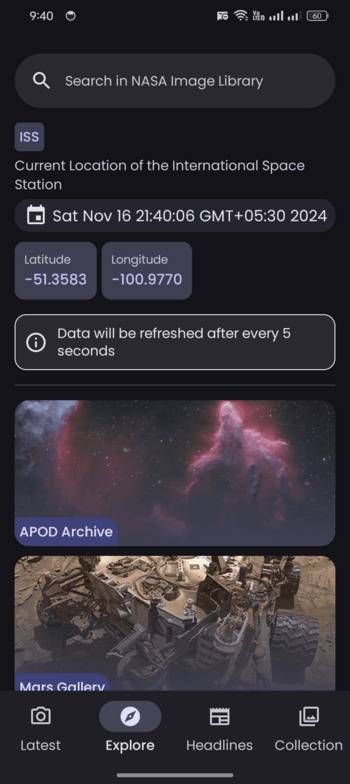 9:40
Vo
LTE
60
Search in NASA Image Library
ISS
Current Location of the International Space
Station
Sat Nov 16 21:40:06 GMT+05:30 2024
Latitude
-51.3583
Longitude
-100.9770
Data will be refreshed after every 5
seconds
APOD Archive
Mars Gallery
Latest
Explore
Headlines
Collection